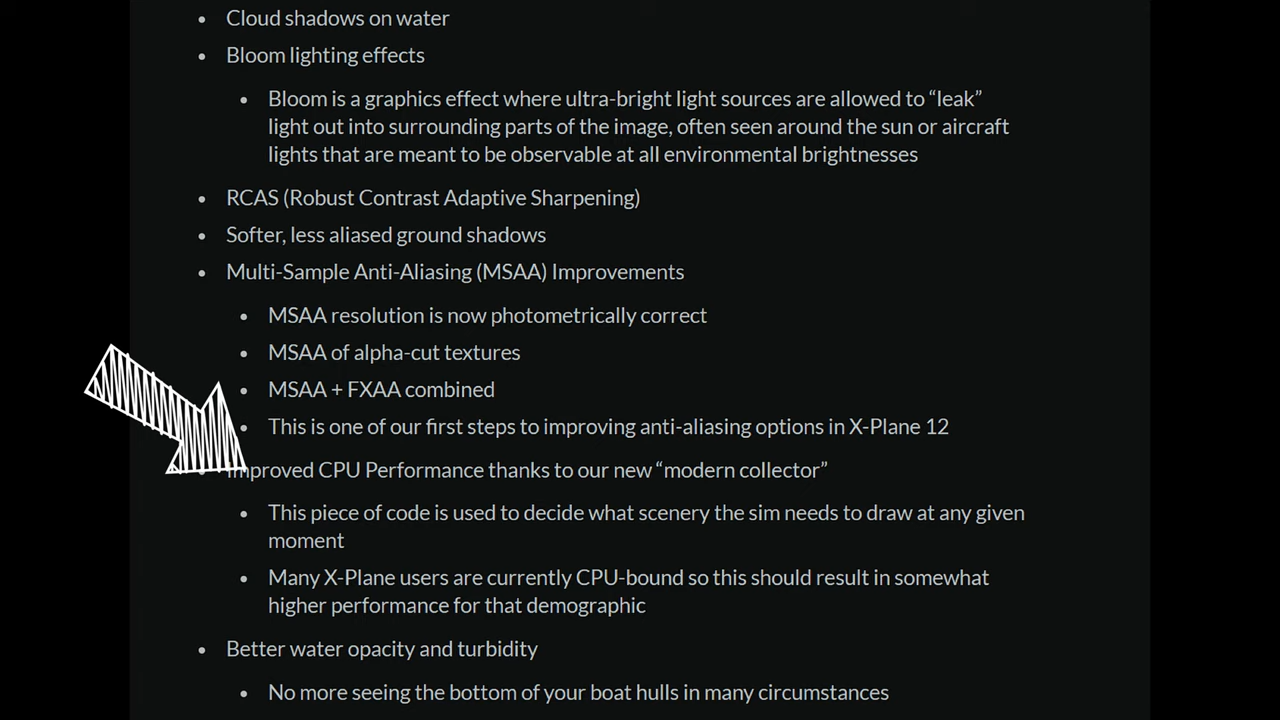 Cloud shadows on water
Bloom lighting effects
Bloom is a graphics effect where ultra-bright light sources are allowed to “leak”
light out into surrounding parts of the image, often seen around the sun or aircraft
lights that are meant to be observable at all environmental brightnesses
RCAS (Robust Contrast Adaptive Sharpening)
Softer, less aliased ground shadows
Multi-Sample Anti-Aliasing (MSAA) Improvements
MSAA resolution is now photometrically correct
MSAA of alpha-cut textures
MSAA + FXAA combined
This is one of our first steps to improving anti-aliasing options in X-Plane 12
Improved CPU Performance thanks to our new “modern collector”
This piece of code is used to decide what scenery the sim needs to draw at any given
moment
Many X-Plane users are currently CPU-bound so this should result in somewhat
higher performance for that demographic
Better water opacity and turbidity
No more seeing the bottom of your boat hulls in many circumstances